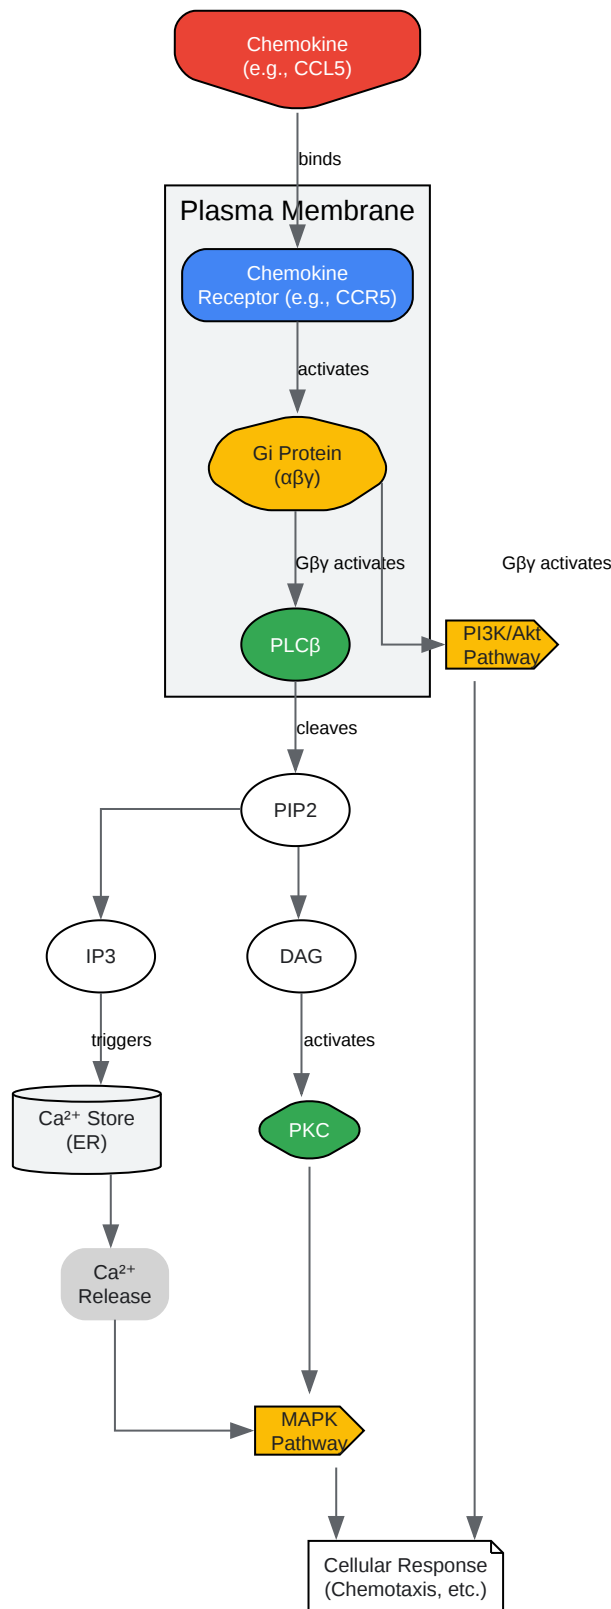 Chemokine
(e.g., CCL5)
binds
Plasma Membrane
Chemokine
Receptor (e.g., CCR5)
activates
Gi Protein
(αβγ)
Gβγ activates
Gβγ activates
PLCβ
PI3K/Akt
Pathway
cleaves
PIP2
IP3
DAG
triggers
activates
Ca²⁺ Store
(ER)
PKC
Ca²⁺
Release
MAPK
Pathway
Cellular Response
(Chemotaxis, etc.)